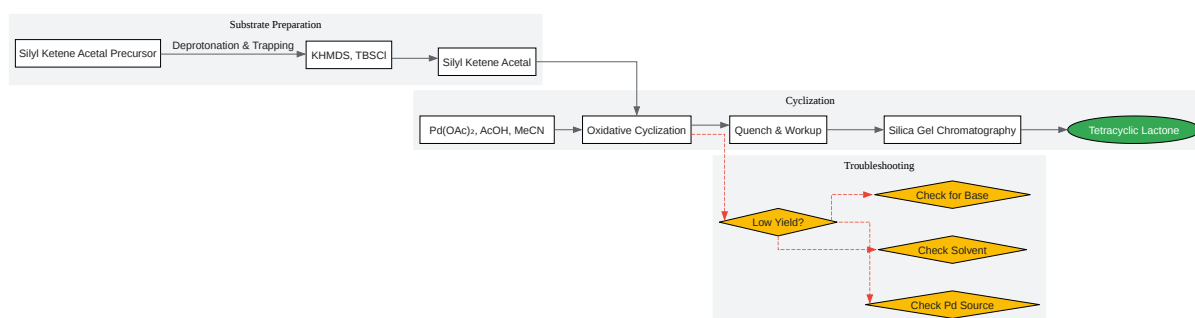 Substrate Preparation
Silyl Ketene Acetal Precursor
Deprotonation & Trapping
KHMDS, TBSCl
Silyl Ketene Acetal
Cyclization
Pd(OAc)₂, AcOH, MeCN
Oxidative Cyclization
Quench & Workup
Silica Gel Chromatography
Tetracyclic Lactone
Troubleshooting
Low Yield?
Check for Base
Check Solvent
Check Pd Source